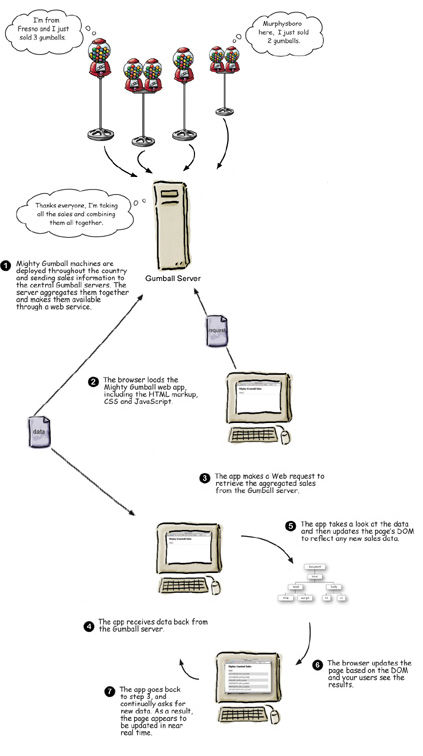 I'm from
Fresno and I just
sold 3 gumballs.
Murphysboro
here, I just sold
2 gumballs.
Thanks everyone, I'm taking
all the sales and combining
them all together.
Gumball Server
1 Mighty Gumball machines are
deployed throughout the country
and sending sales information to
the central Gumball servers. The
server aggregates them together
and makes them available
through a web service.
request
2 The browser loads the
Mighty Gumball web app,
including the HTML markup,
CSS and JavaScript.
data
3 The app makes a Web request to
retrieve the aggregated sales
from the Gumball server.
5 The app takes a look at the data
and then updates the page's DOM
to reflect any new sales data.
4 The app receives data back from
the Gumball server.
6 The browser updates the
page based on the DOM
and your users see the
results.
7 The app goes back
to step 3, and
continually asks for
new data. As a result,
the page appears to
be updated in near
real time.